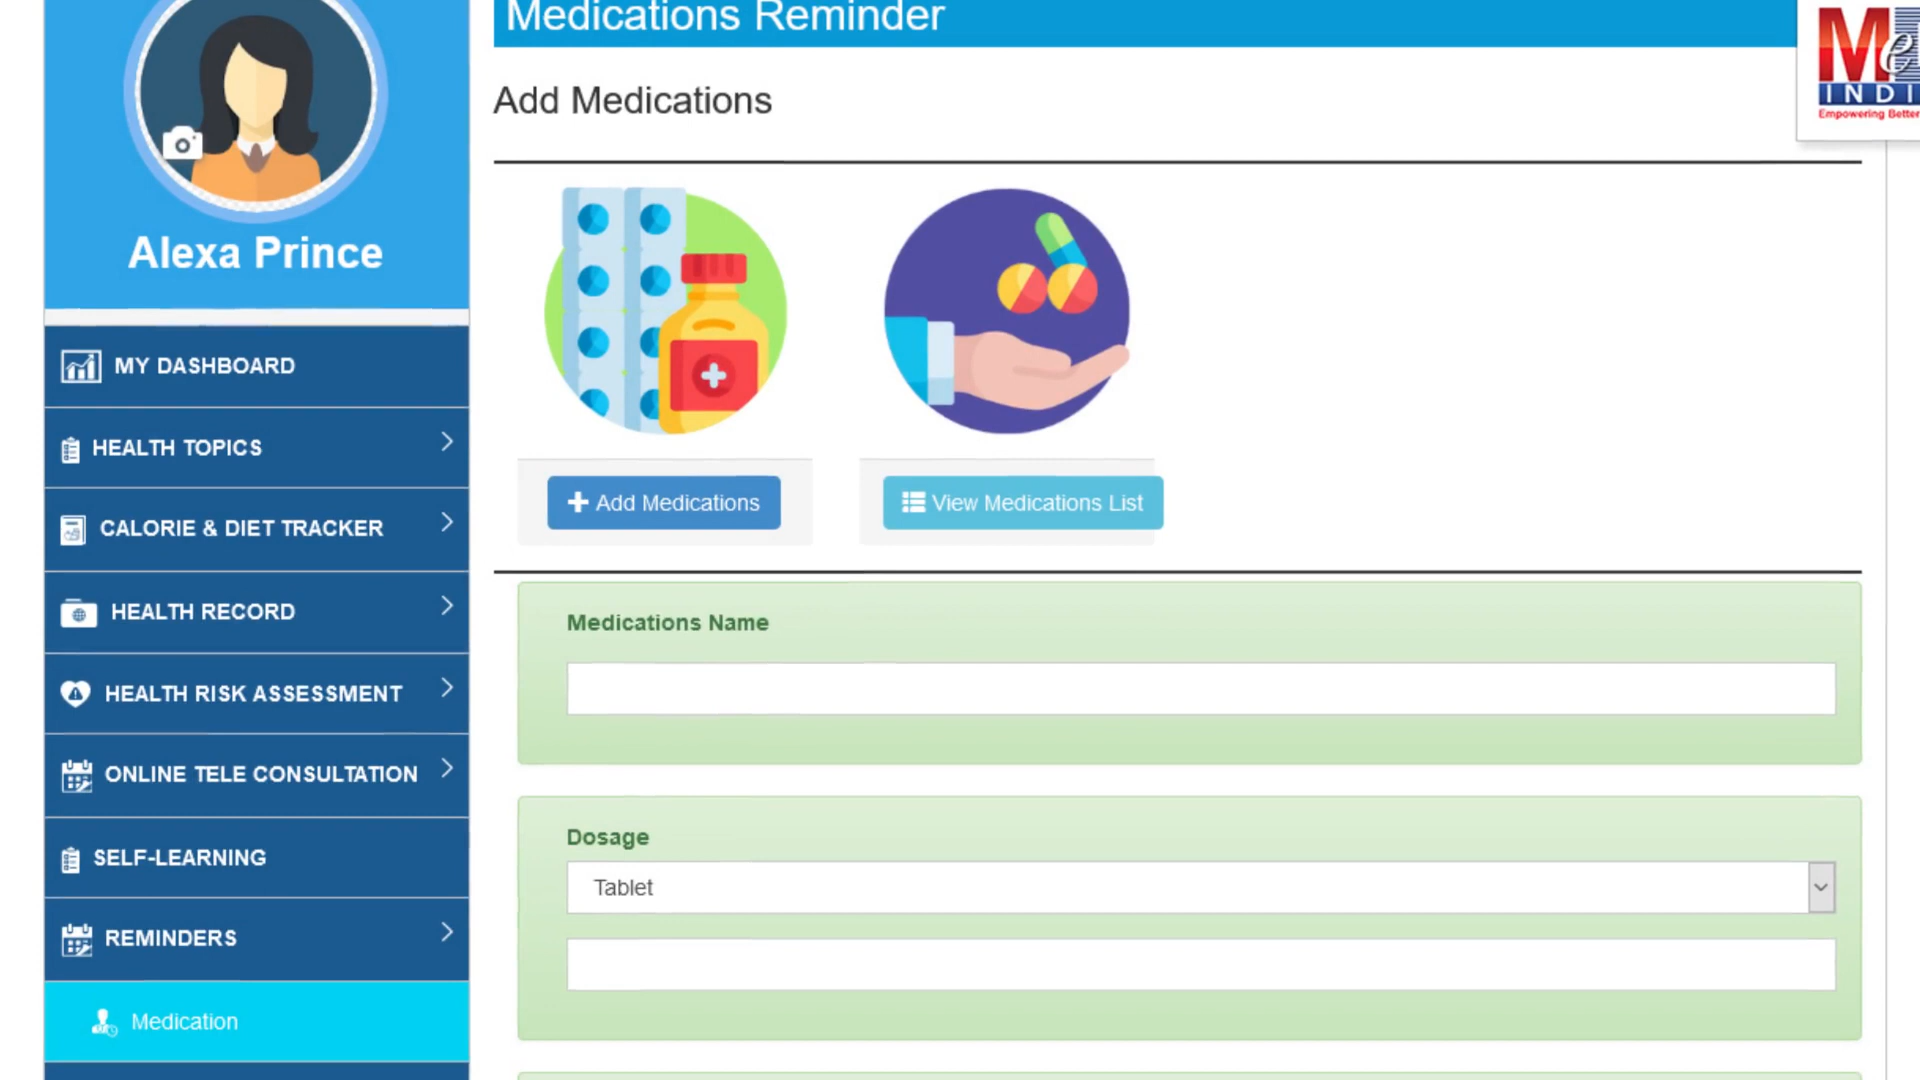 Medications Reminder
Add Medications
INDI
Empowering Better
Alexa Prince
MY DASHBOARD
HEALTH TOPICS
CALORIE & DIET TRACKER
HEALTH RECORD
HEALTH RISK ASSESSMENT
ONLINE TELE CONSULTATION
SELF-LEARNING
REMINDERS
Medication
Add Medications
View Medications List
Medications Name
Dosage
Tablet